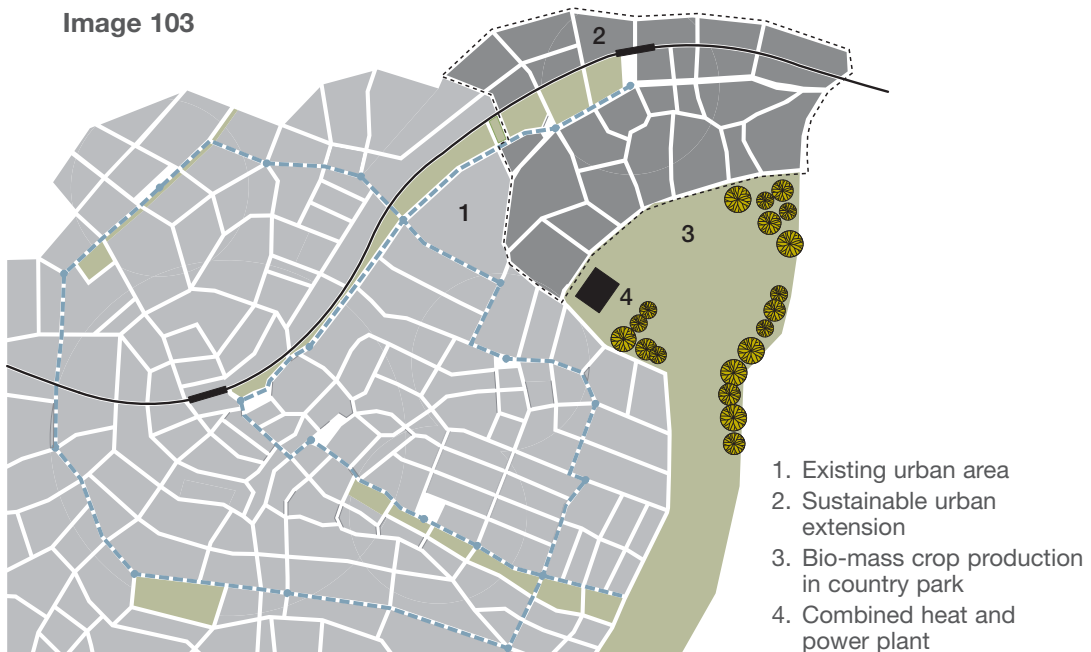 Image 103
2
1
3
4
1. Existing urban area
2. Sustainable urban
extension
3. Bio-mass crop production
in country park
4. Combined heat and
power plant